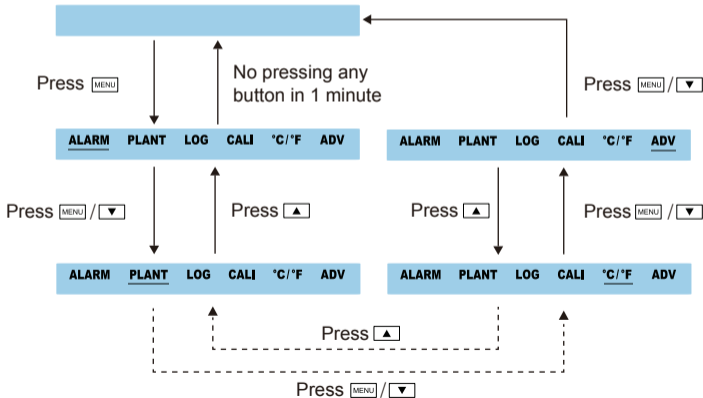 Press MENU
No pressing any
button in 1 minute
Press MENU / ▼
ALARM PLANT LOG CALI °C/°F ADV
ALARM PLANT LOG CALI °C/°F ADV
Press MENU / ▼
Press ▲
Press ▲
Press MENU / ▼
ALARM PLANT LOG CALI °C/°F ADV
ALARM PLANT LOG CALI °C/°F ADV
Press ▲
Press MENU / ▼